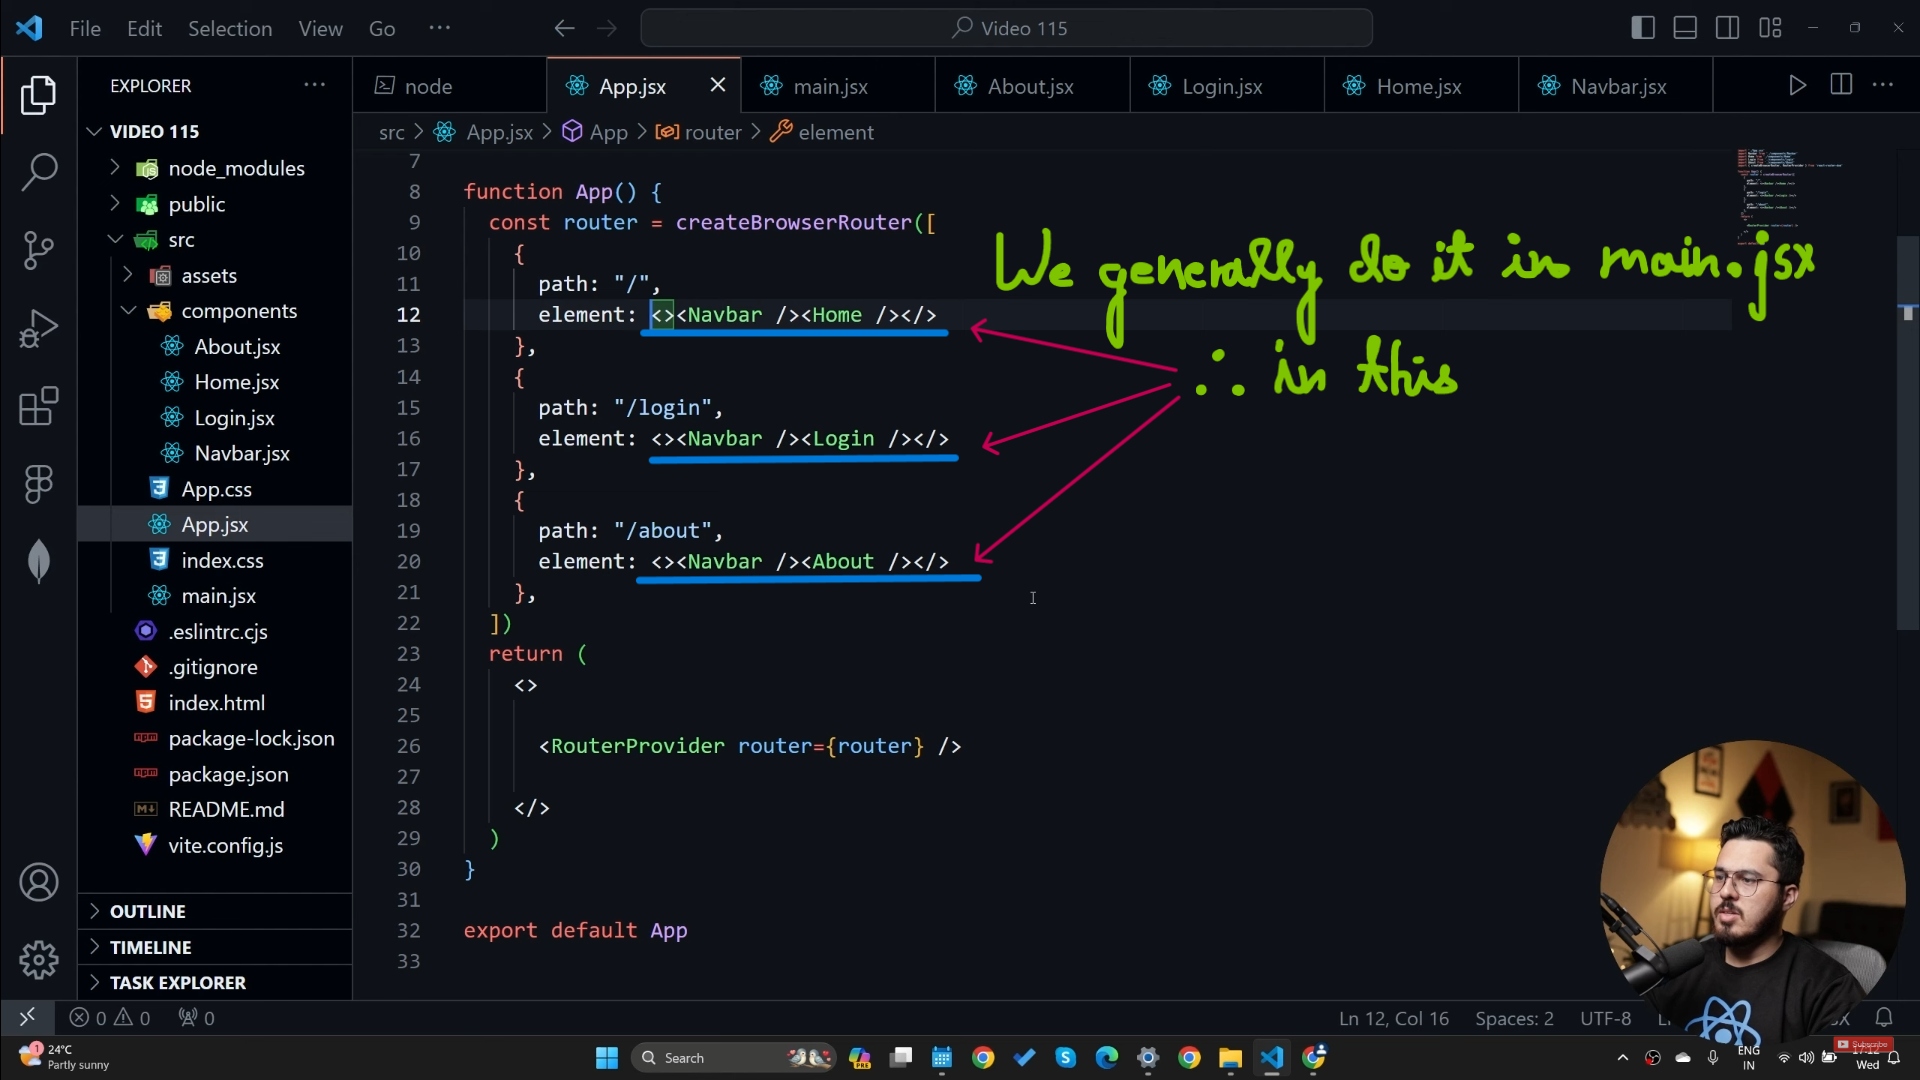 File Edit Selection View Go ···
Video 115
EXPLORER ···
VIDEO 115
node_modules
public
src
assets
components
About.jsx
Home.jsx
Login.jsx
Navbar.jsx
App.css
App.jsx
index.css
main.jsx
.eslintrc.cjs
.gitignore
index.html
package-lock.json
package.json
README.md
vite.config.js
OUTLINE
TIMELINE
TASK EXPLORER
node App.jsx main.jsx About.jsx Login.jsx Home.jsx Navbar.jsx
src > App.jsx > App > router > element
7
8 function App() {
9 const router = createBrowserRouter([
10 {
11 path: "/",
12 element: <><Navbar /><Home /></>
13 },
14 {
15 path: "/login",
16 element: <><Navbar /><Login /></>
17 },
18 {
19 path: "/about",
20 element: <><Navbar /><About /></>
21 },
22 ])
23 return (
24 <>
25
26 <RouterProvider router={router} />
27
28 </>
29 )
30 }
31
32 export default App
33
We generally do it in main.jsx
∴ in this
0 0 0
Ln 12, Col 16 Spaces: 2 UTF-8
1
24°C
Partly sunny
Search
PRE
ENG
IN
Subscribe
17:12
Wed